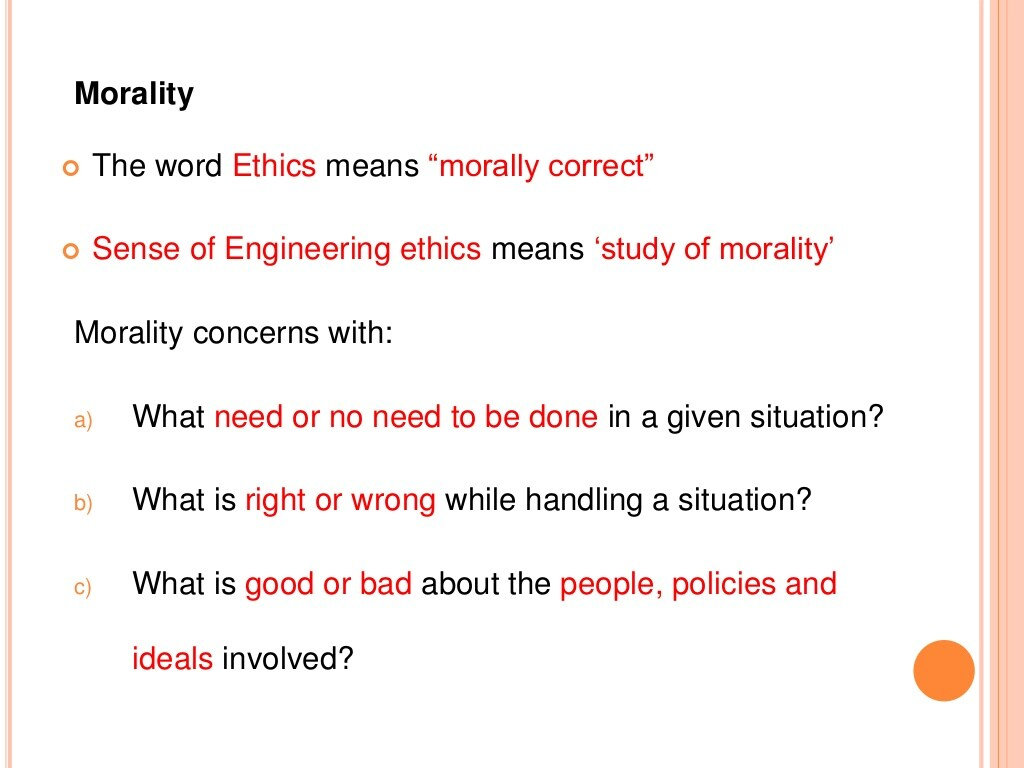 Morality
The word Ethics means “morally correct”
Sense of Engineering ethics means ‘study of morality’
Morality concerns with:
a) What need or no need to be done in a given situation?
b) What is right or wrong while handling a situation?
c) What is good or bad about the people, policies and
ideals involved?